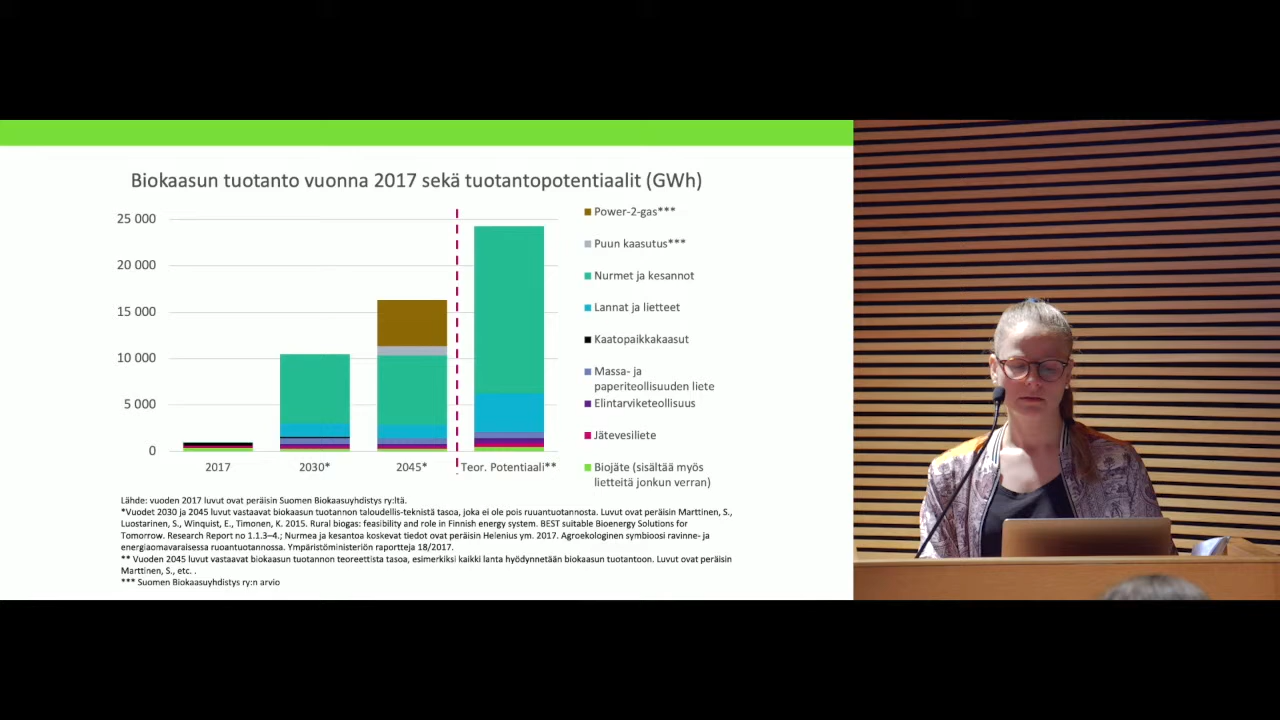 Biokaasun tuotanto vuonna 2017 sekä tuotantopotentiaalit (GWh)
25 000
20 000
15 000
10 000
5 000
0
2017
2030*
2045*
Teor. Potentiaali**
Power-2-gas***
Puun kaasutus***
Nurmet ja kesannot
Lannat ja lietteet
Kaatopaikkakaasut
Massa- ja
paperiteollisuuden liete
Elintarviketeollisuus
Jätevesiliete
Biojäte (sisältää myös
lietteitä jonkun verran)
Lähde: vuoden 2017 luvut ovat peräisin Suomen Biokaasuyhdistys ry:ltä.
*Vuodet 2030 ja 2045 luvut vastaavat biokaasun tuotannon taloudellis-teknistä tasoa, joka ei ole pois ruuantuotannosta. Luvut ovat peräisin Marttinen, S.,
Luostarinen, S., Winquist, E., Timonen, K. 2015. Rural biogas: feasibility and role in Finnish energy system. BEST suitable Bioenergy Solutions for
Tomorrow. Research Report no 1.1.3–4.; Nurmea ja kesantoa koskevat tiedot ovat peräisin Helenius ym. 2017. Agroekologinen symbioosi ravinne- ja
energiaomavaraisessa ruoantuotannossa. Ympäristöministeriön raportteja 18/2017.
** Vuoden 2045 luvut vastaavat biokaasun tuotannon teoreettista tasoa, esimerkiksi kaikki lanta hyödynnetään biokaasun tuotantoon. Luvut ovat peräisin
Marttinen, S., etc. .
*** Suomen Biokaasuyhdistys ry:n arvio